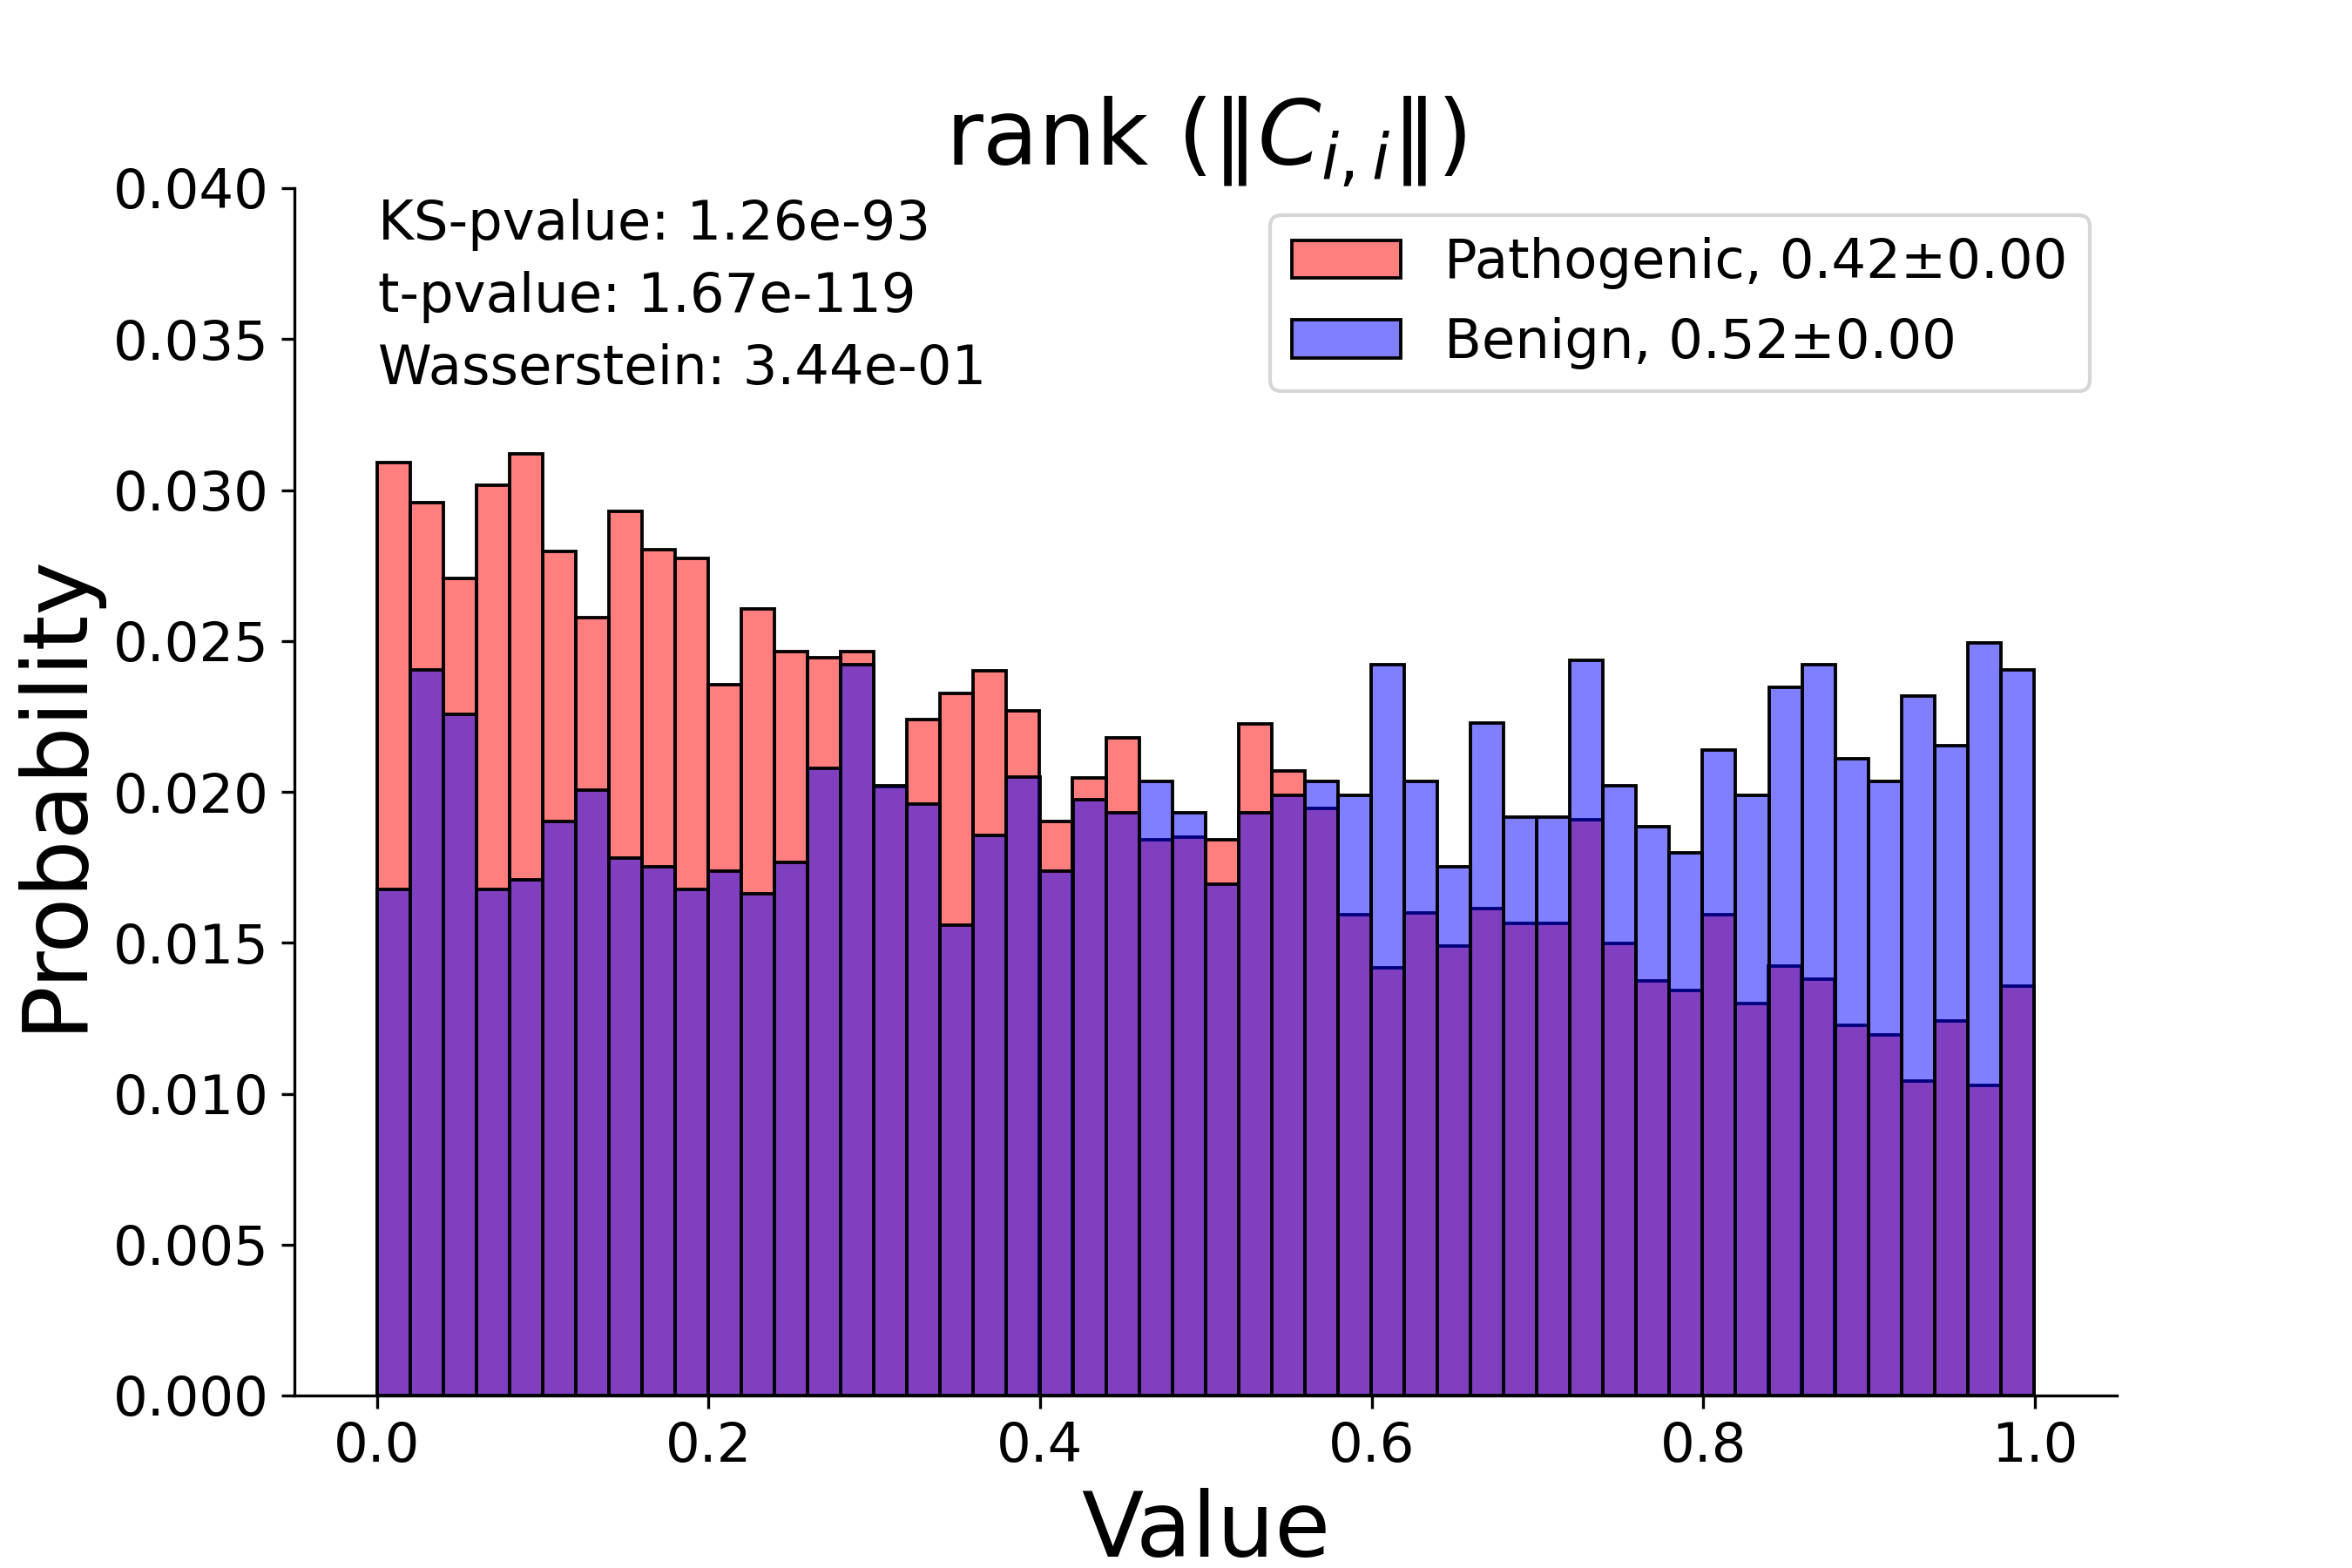 rank (‖C_{i, i}‖)
KS-pvalue: 1.26e-93
t-pvalue: 1.67e-119
Wasserstein: 3.44e-01
Pathogenic, 0.42±0.00
Benign, 0.52±0.00
Probability
0.040
0.035
0.030
0.025
0.020
0.015
0.010
0.005
0.000
0.0 0.2 0.4 0.6 0.8 1.0
Value